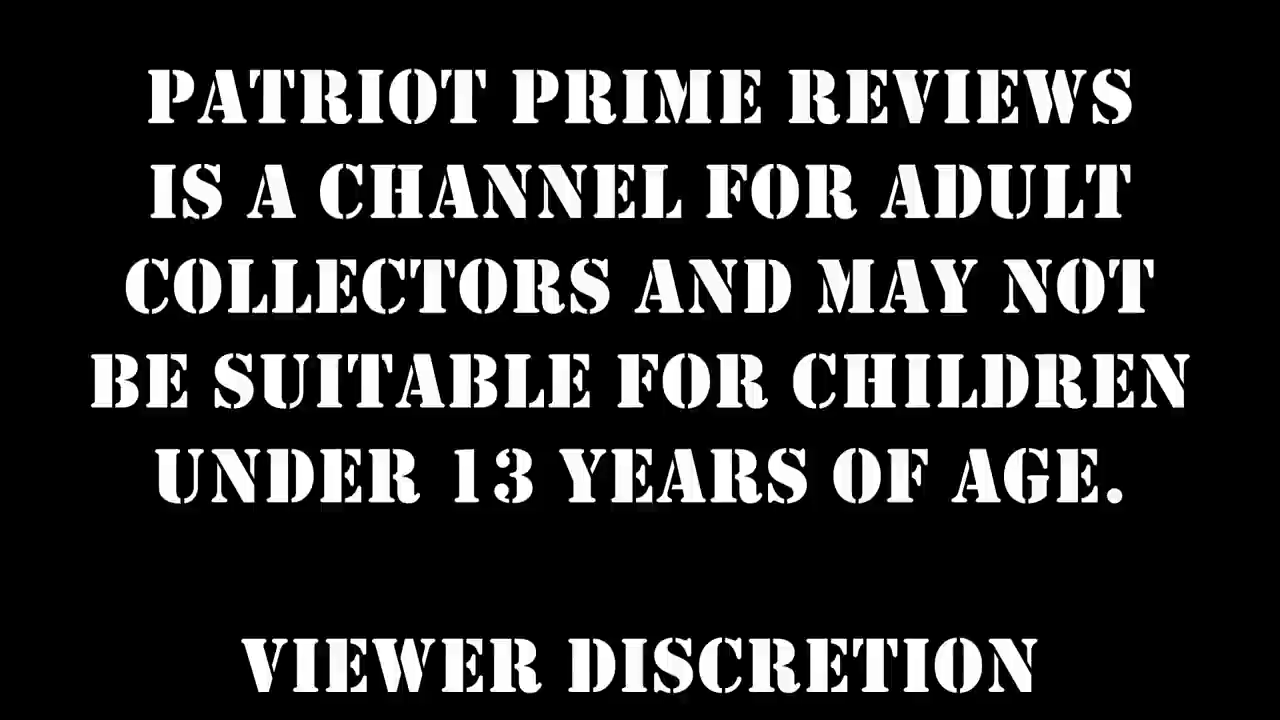 PATRIOT PRIME REVIEWS
IS A CHANNEL FOR ADULT
COLLECTORS AND MAY NOT
BE SUITABLE FOR CHILDREN
UNDER 13 YEARS OF AGE.
VIEWER DISCRETION